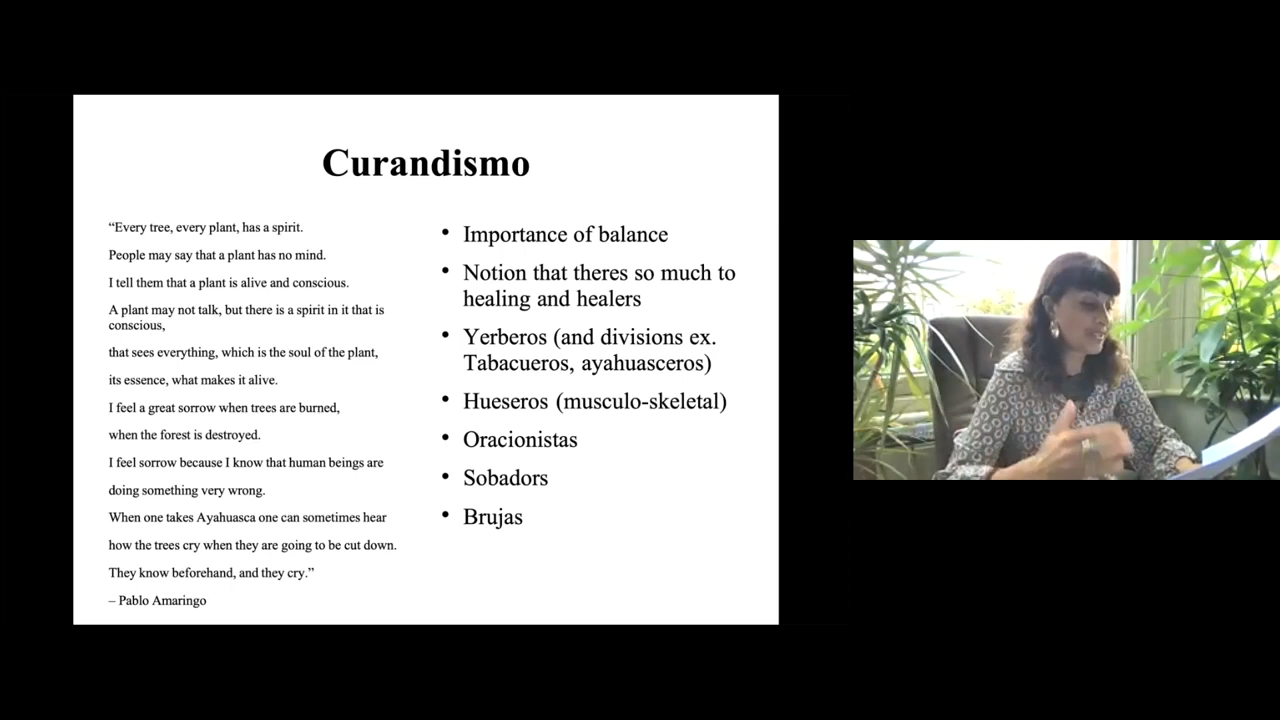 Curandismo
“Every tree, every plant, has a spirit.
People may say that a plant has no mind.
I tell them that a plant is alive and conscious.
A plant may not talk, but there is a spirit in it that is
conscious,
that sees everything, which is the soul of the plant,
its essence, what makes it alive.
I feel a great sorrow when trees are burned,
when the forest is destroyed.
I feel sorrow because I know that human beings are
doing something very wrong.
When one takes Ayahuasca one can sometimes hear
how the trees cry when they are going to be cut down.
They know beforehand, and they cry.”
– Pablo Amaringo
• Importance of balance
• Notion that theres so much to
healing and healers
• Yerberos (and divisions ex.
Tabacueros, ayahuasceros)
• Hueseros (musculo-skeletal)
• Oracionistas
• Sobadors
• Brujas